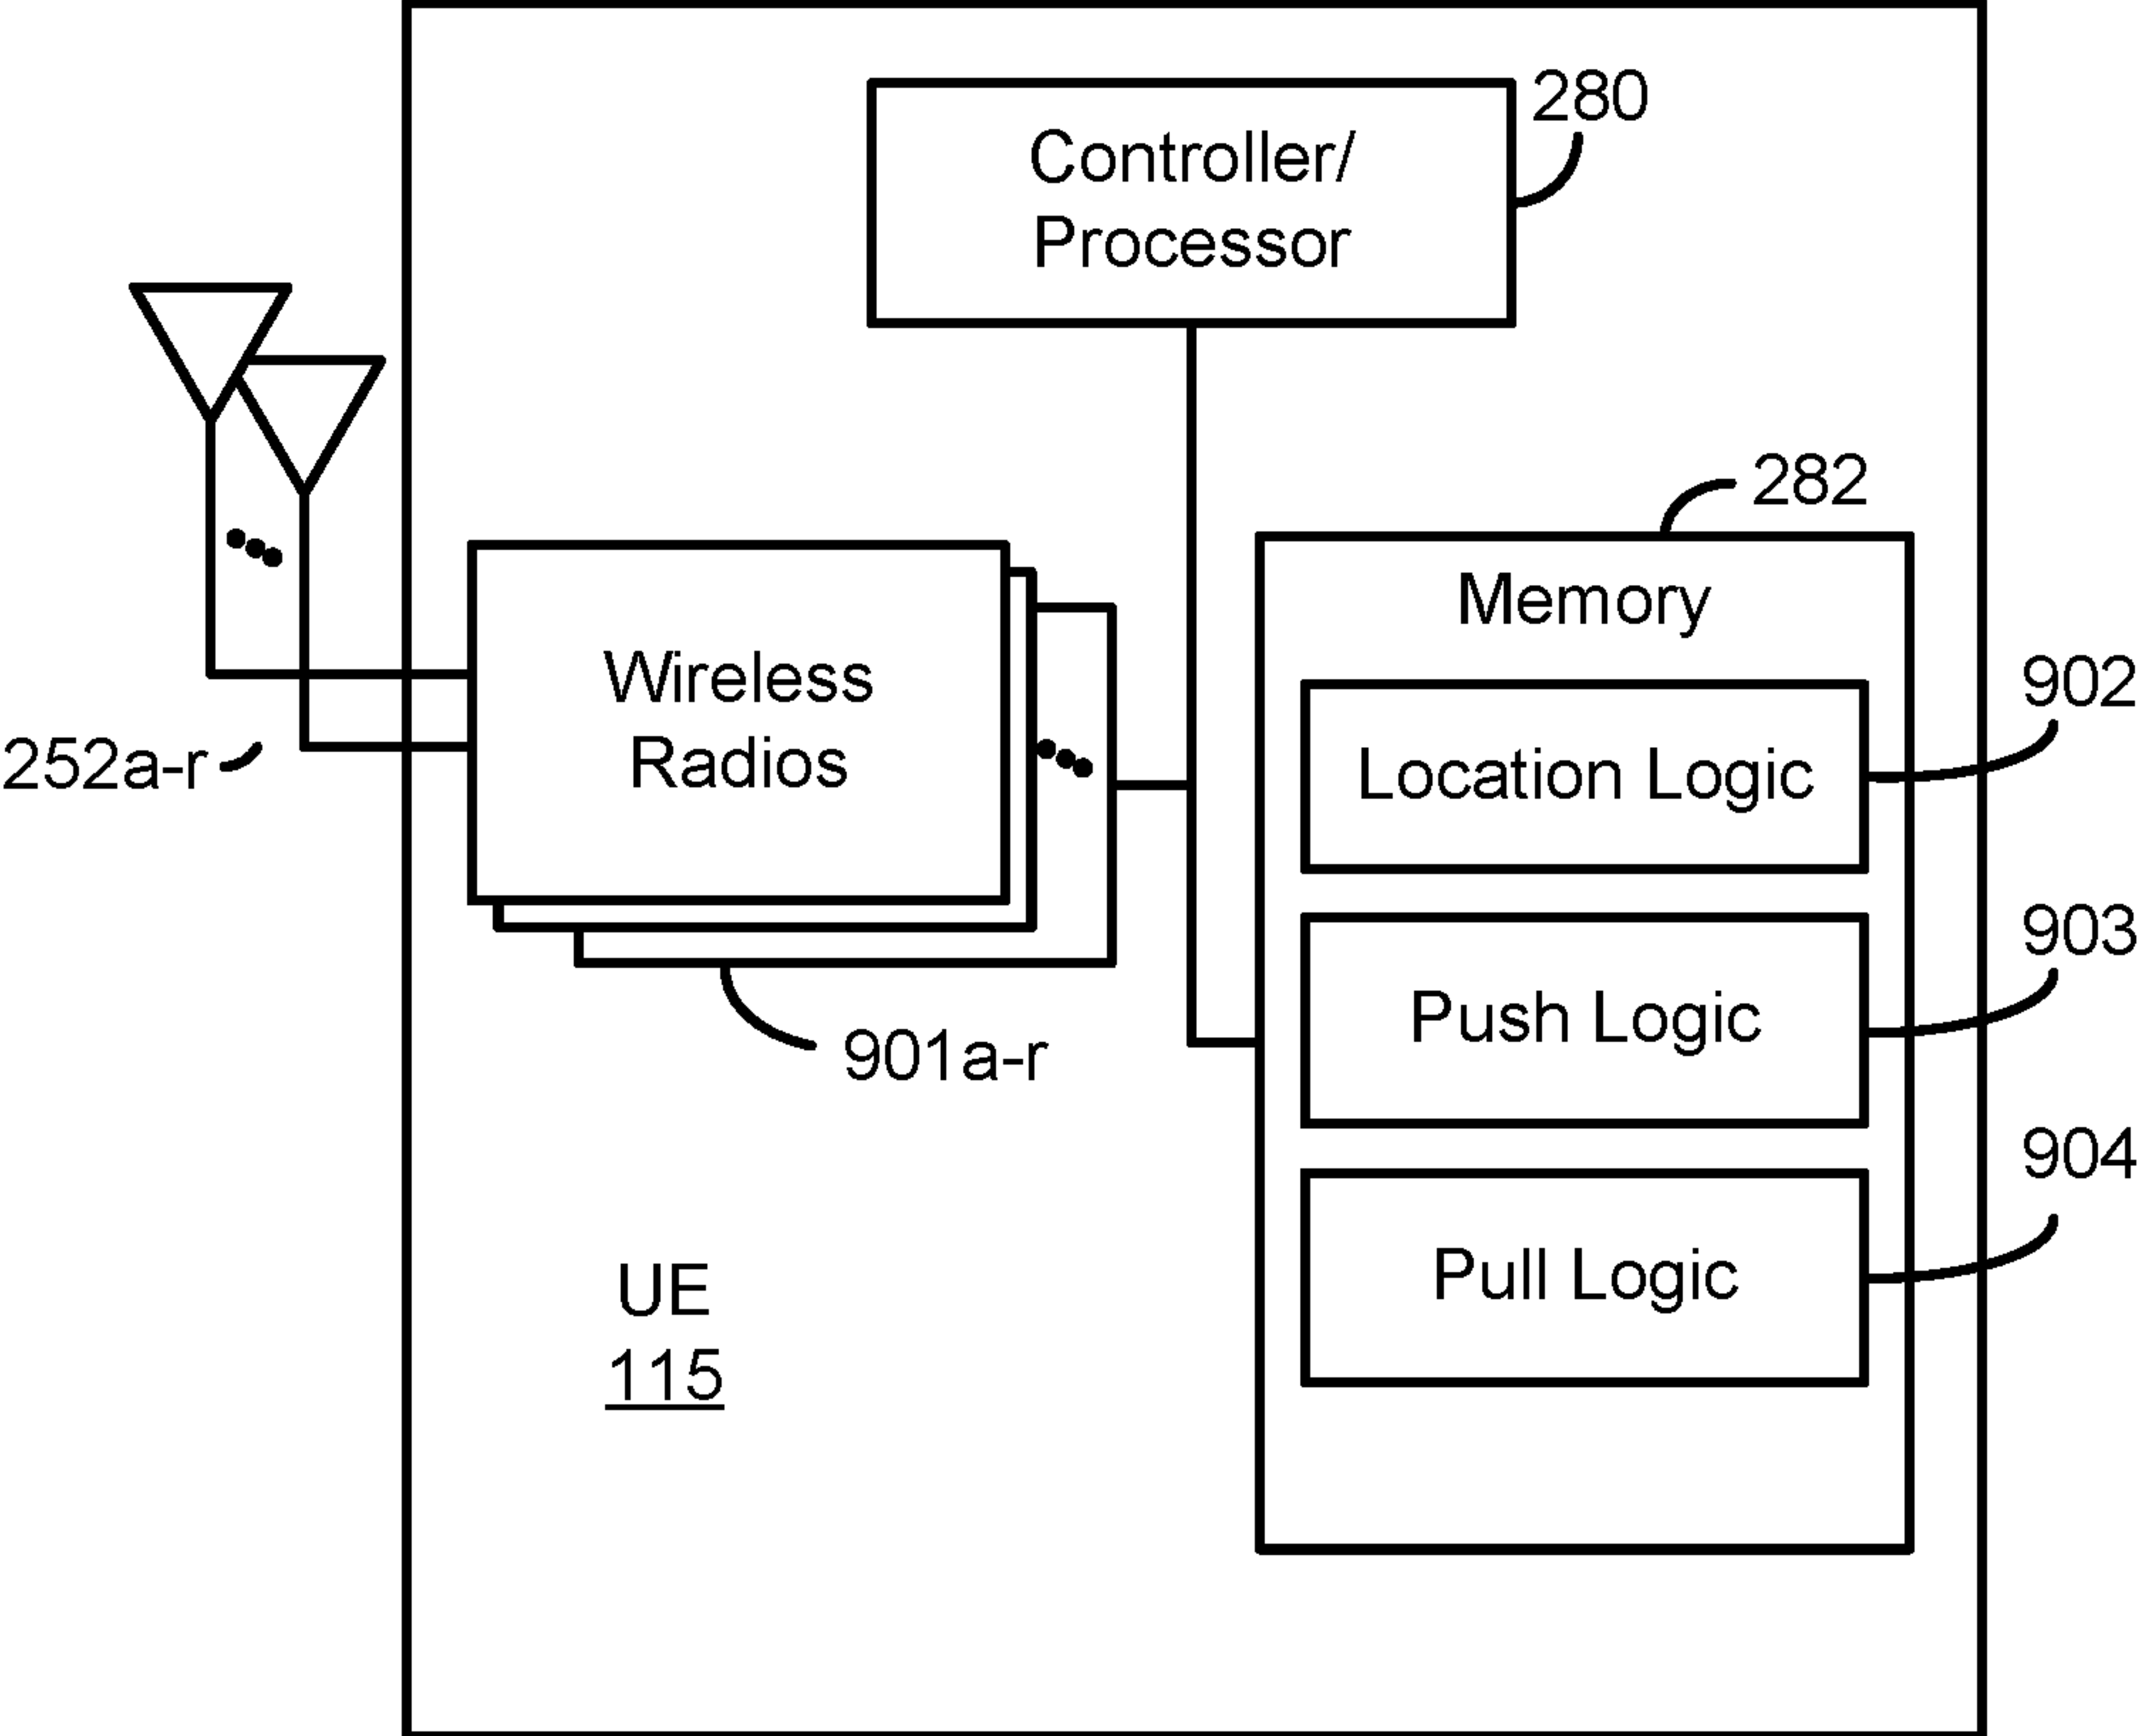 280
Controller/
Processor
282
Memory
Wireless
Radios
902
Location Logic
252a-r
903
Push Logic
901a-r
904
Pull Logic
UE
115